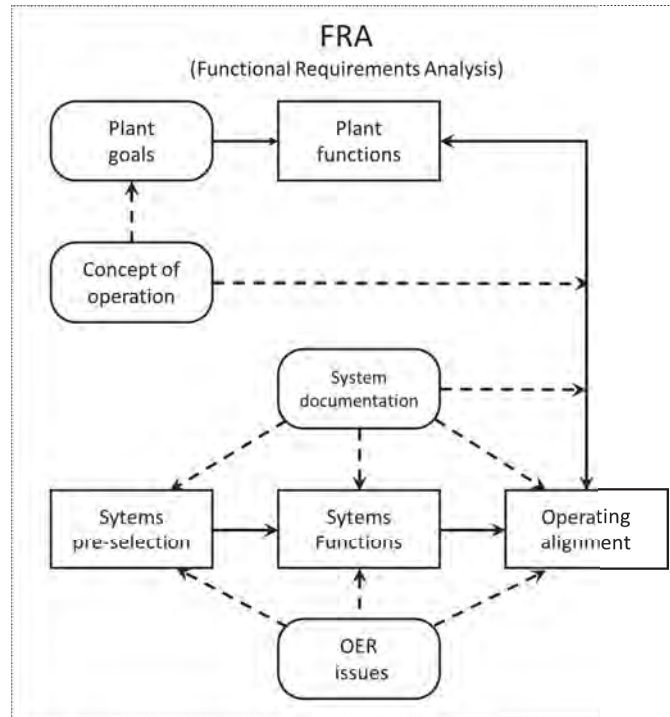 FRA
(Functional Requirements Analysis)
Plant
goals
Plant
functions
Concept of
operation
System
documentation
Sytems
pre-selection
Sytems
Functions
Operating
alignment
OER
issues